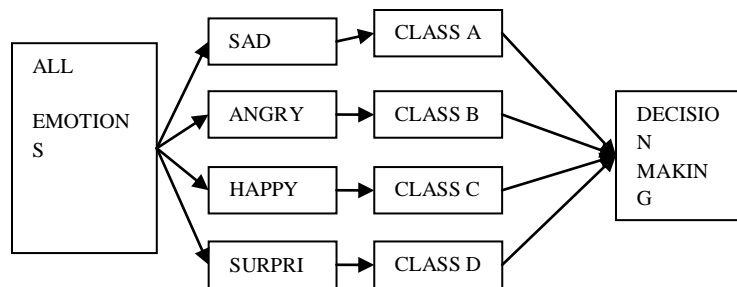 ALL
EMOTION
S
SAD
ANGRY
HAPPY
SURPRI
CLASS A
CLASS B
CLASS C
CLASS D
DECISIO
N
MAKIN
G